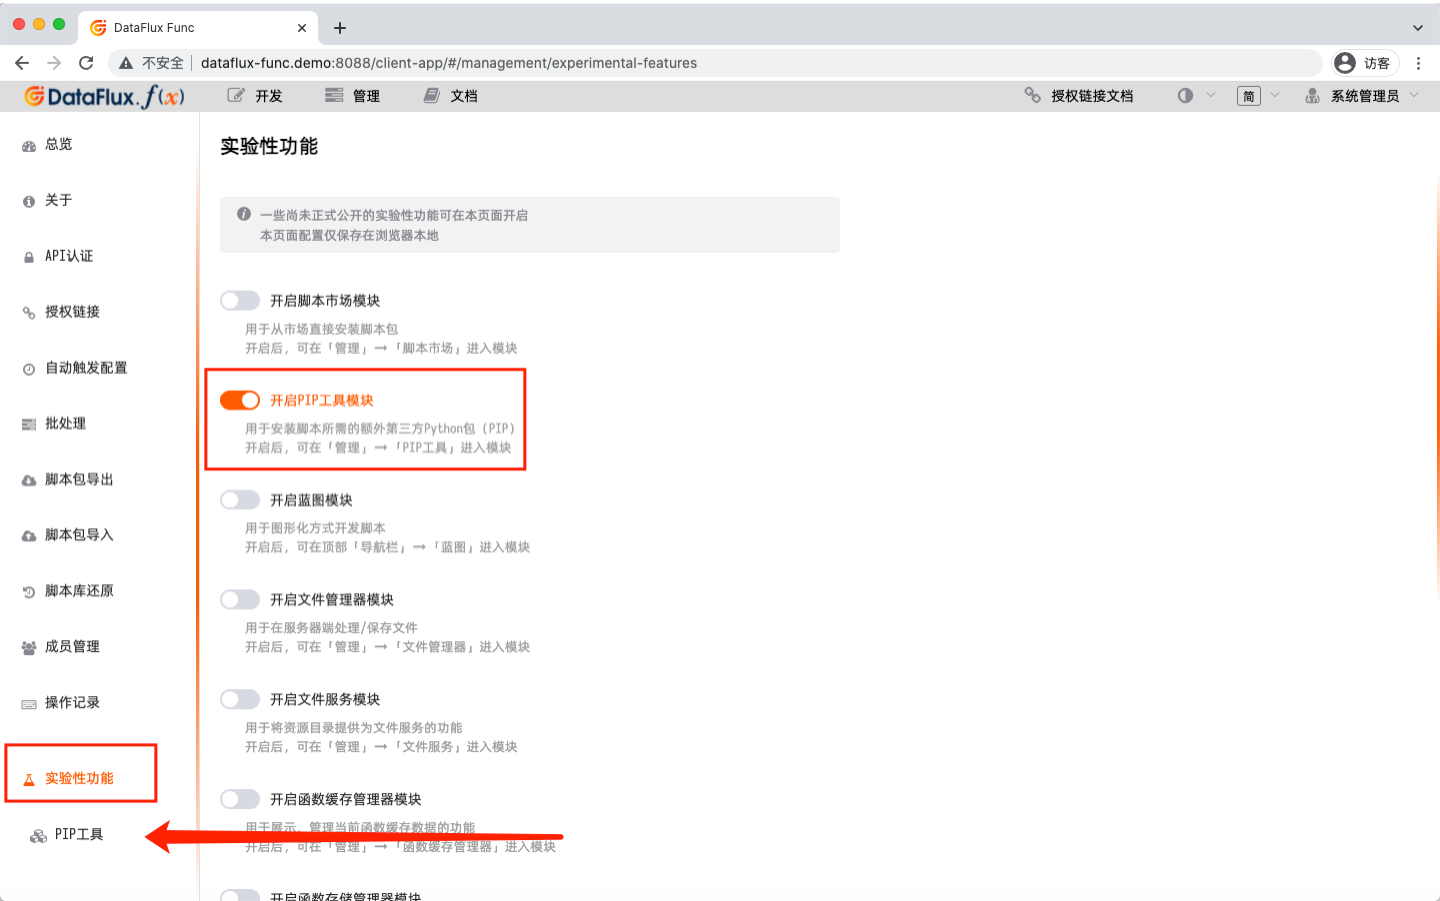 DataFlux Func
不安全
dataflux-func.demo:8088/client-app/#/management/experimental-features
访客
DataFlux.f(x)
开发
管理
文档
授权链接文档
简
系统管理员
总览
关于
API认证
授权链接
自动触发配置
批处理
脚本包导出
脚本包导入
脚本库还原
成员管理
操作记录
实验性功能
PIP工具
实验性功能
一些尚未正式公开的实验性功能可在本页面开启
本页面配置仅保存在浏览器本地
开启脚本市场模块
用于从市场直接安装脚本包
开启后，可在「管理」→「脚本市场」进入模块
开启PIP工具模块
用于安装脚本所需的额外第三方Python包（PIP）
开启后，可在「管理」→「PIP工具」进入模块
开启蓝图模块
用于图形化方式开发脚本
开启后，可在顶部「导航栏」→「蓝图」进入模块
开启文件管理器模块
用于在服务器端处理/保存文件
开启后，可在「管理」→「文件管理器」进入模块
开启文件服务模块
用于将资源目录提供为文件服务的功能
开启后，可在「管理」→「文件服务」进入模块
开启函数缓存管理器模块
用于展示、管理当前函数缓存数据的功能
开启后，可在「管理」→「函数缓存管理器」进入模块
开启函数存储管理器模块